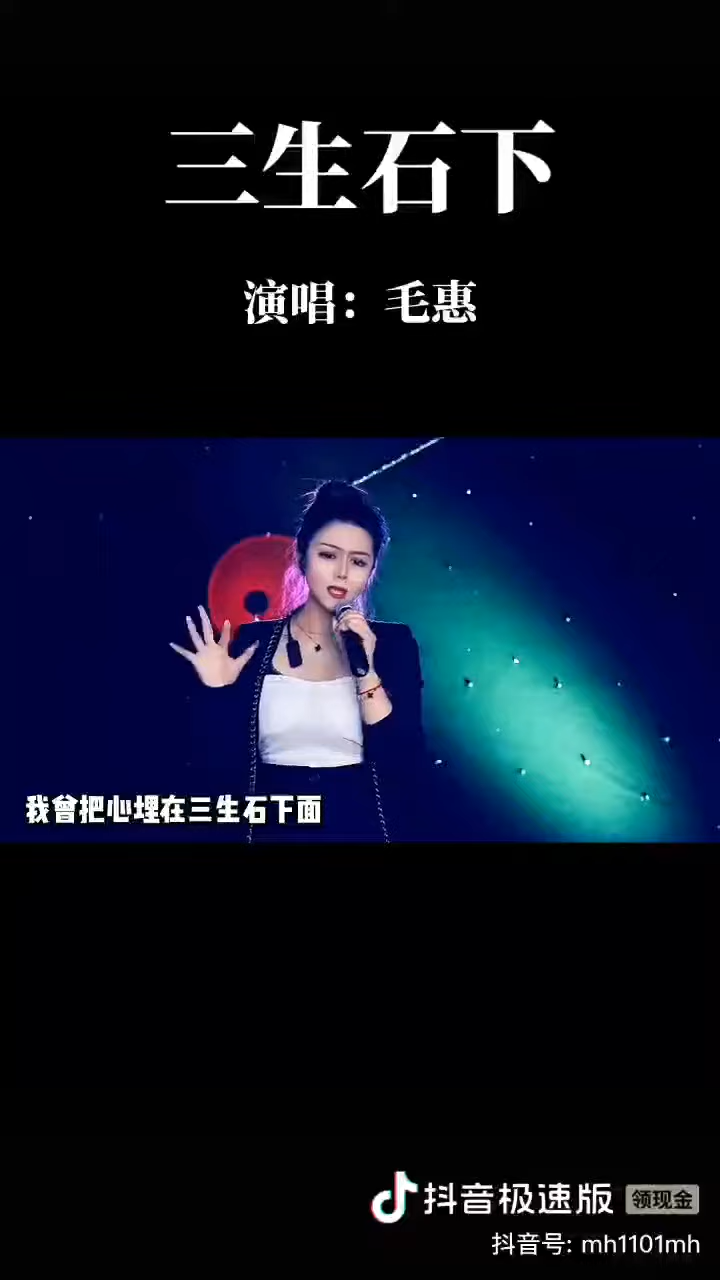 三生石下
演唱：毛惠
我曾把心埋在三生石下面
抖音极速版 领现金
抖音号: mh1101mh